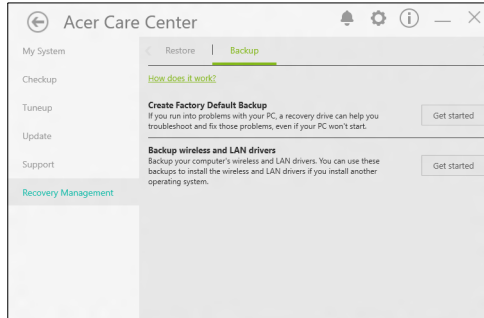 Acer Care Center
My System
Checkup
Tuneup
Update
Support
Recovery Management
Restore
Backup
How does it work?
Create Factory Default Backup
If you run into problems with your PC, a recovery drive can help you
troubleshoot and fix those problems, even if your PC won't start.
Get started
Backup wireless and LAN drivers
Backup your computer's wireless and LAN drivers. You can use these
backups to install the wireless and LAN drivers if you install another
operating system.
Get started